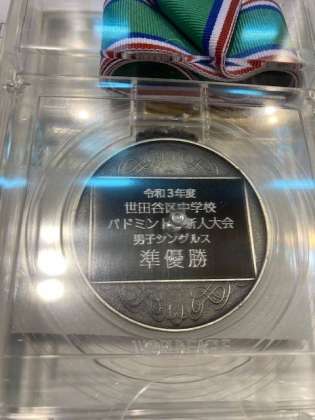 令和3年度
世田谷区中学校
バドミントン新人大会
男子シングルス
準優勝